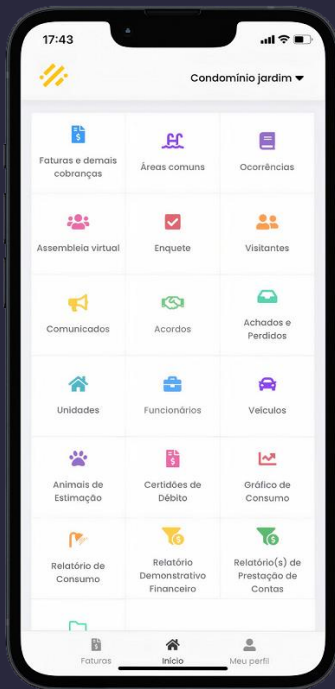 17:43
Condomínio jardim
Faturas e demais
cobranças
Áreas comuns
Ocorrências
Assembleia virtual
Enquete
Visitantes
Comunicados
Acordos
Achados e
Perdidos
Unidades
Funcionários
Veículos
Animais de
Estimação
Certidões de
Débito
Gráfico de
Consumo
Relatório de
Consumo
Relatório
Demonstrativo
Financeiro
Relatório(s) de
Prestação de
Contas
Faturas
Início
Meu perfil